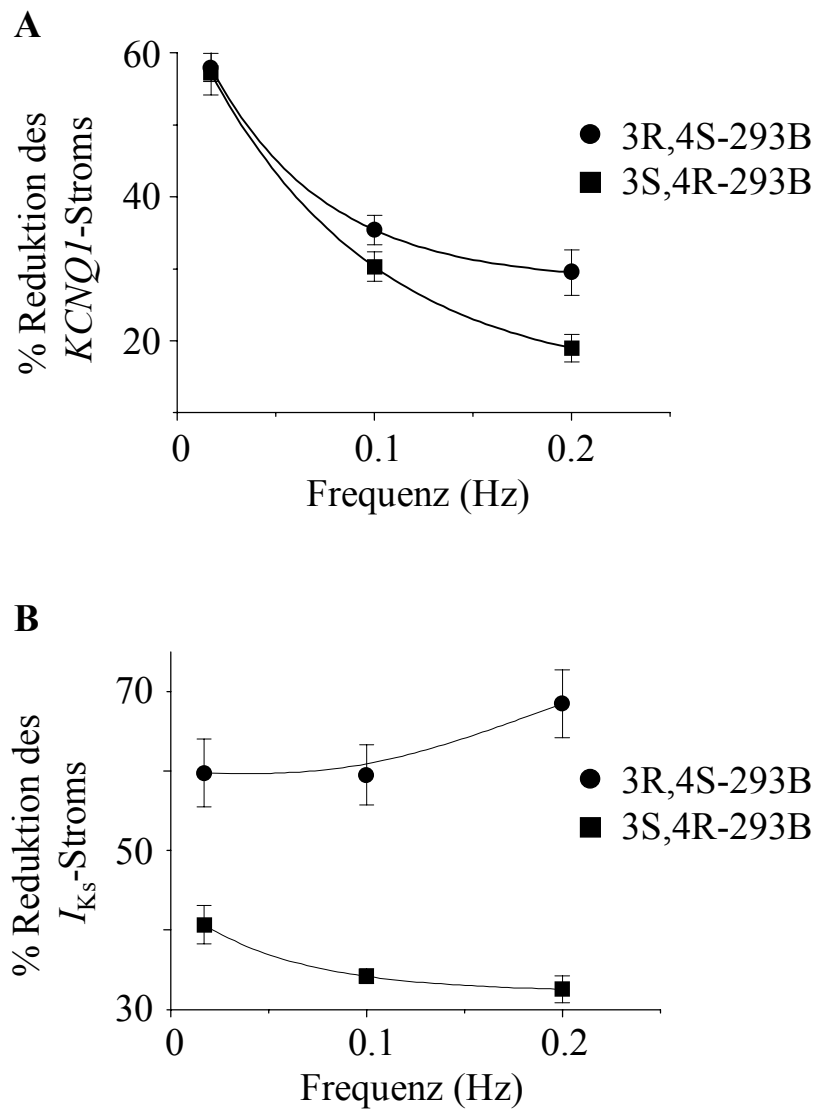 A
% Reduktion des
KCNQ1-Stroms
60
40
20
0
0.1
0.2
Frequenz (Hz)
3R,4S-293B
3S,4R-293B
B
% Reduktion des
IKs-Stroms
70
50
30
0
0.1
0.2
Frequenz (Hz)
3R,4S-293B
3S,4R-293B